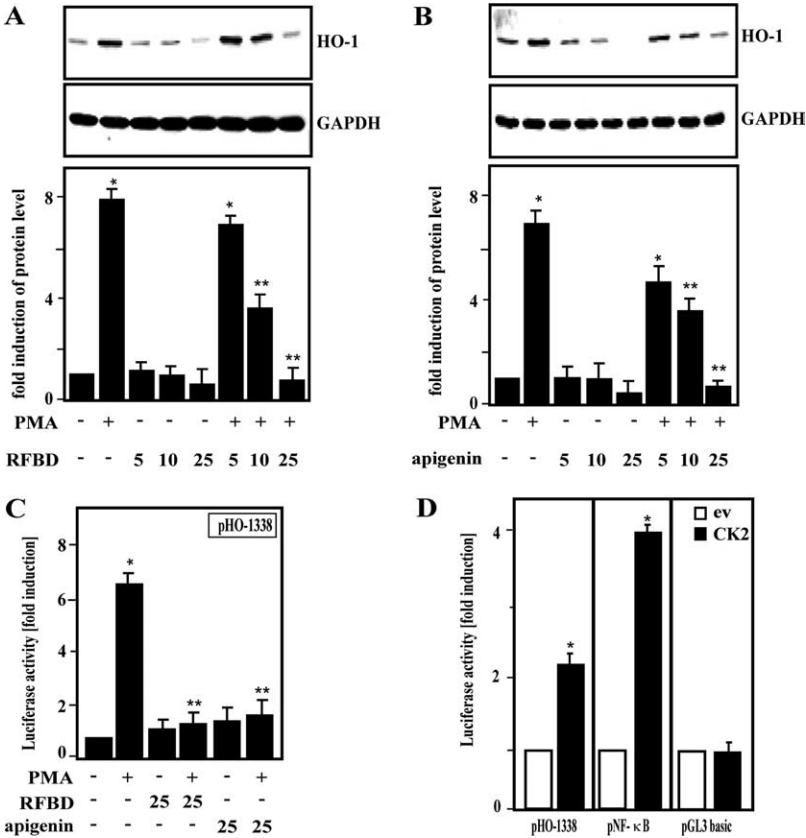 A
HO-1
GAPDH
fold induction of protein level
8
4
0
* * ** **
PMA - + - - - + + +
RFBD - - 5 10 25 5 10 25
B
HO-1
GAPDH
fold induction of protein level
8
4
0
* * ** **
PMA - + - - - + + +
apigenin - - 5 10 25 5 10 25
C
pHO-1338
Luciferase activity [fold induction]
8
6
4
2
0
* ** **
PMA - + - + - +
RFBD - - 25 25 - -
apigenin - - - - 25 25
D
ev
CK2
Luciferase activity [fold induction]
4
2
0
* *
pHO-1338 pNF-κB pGL3 basic